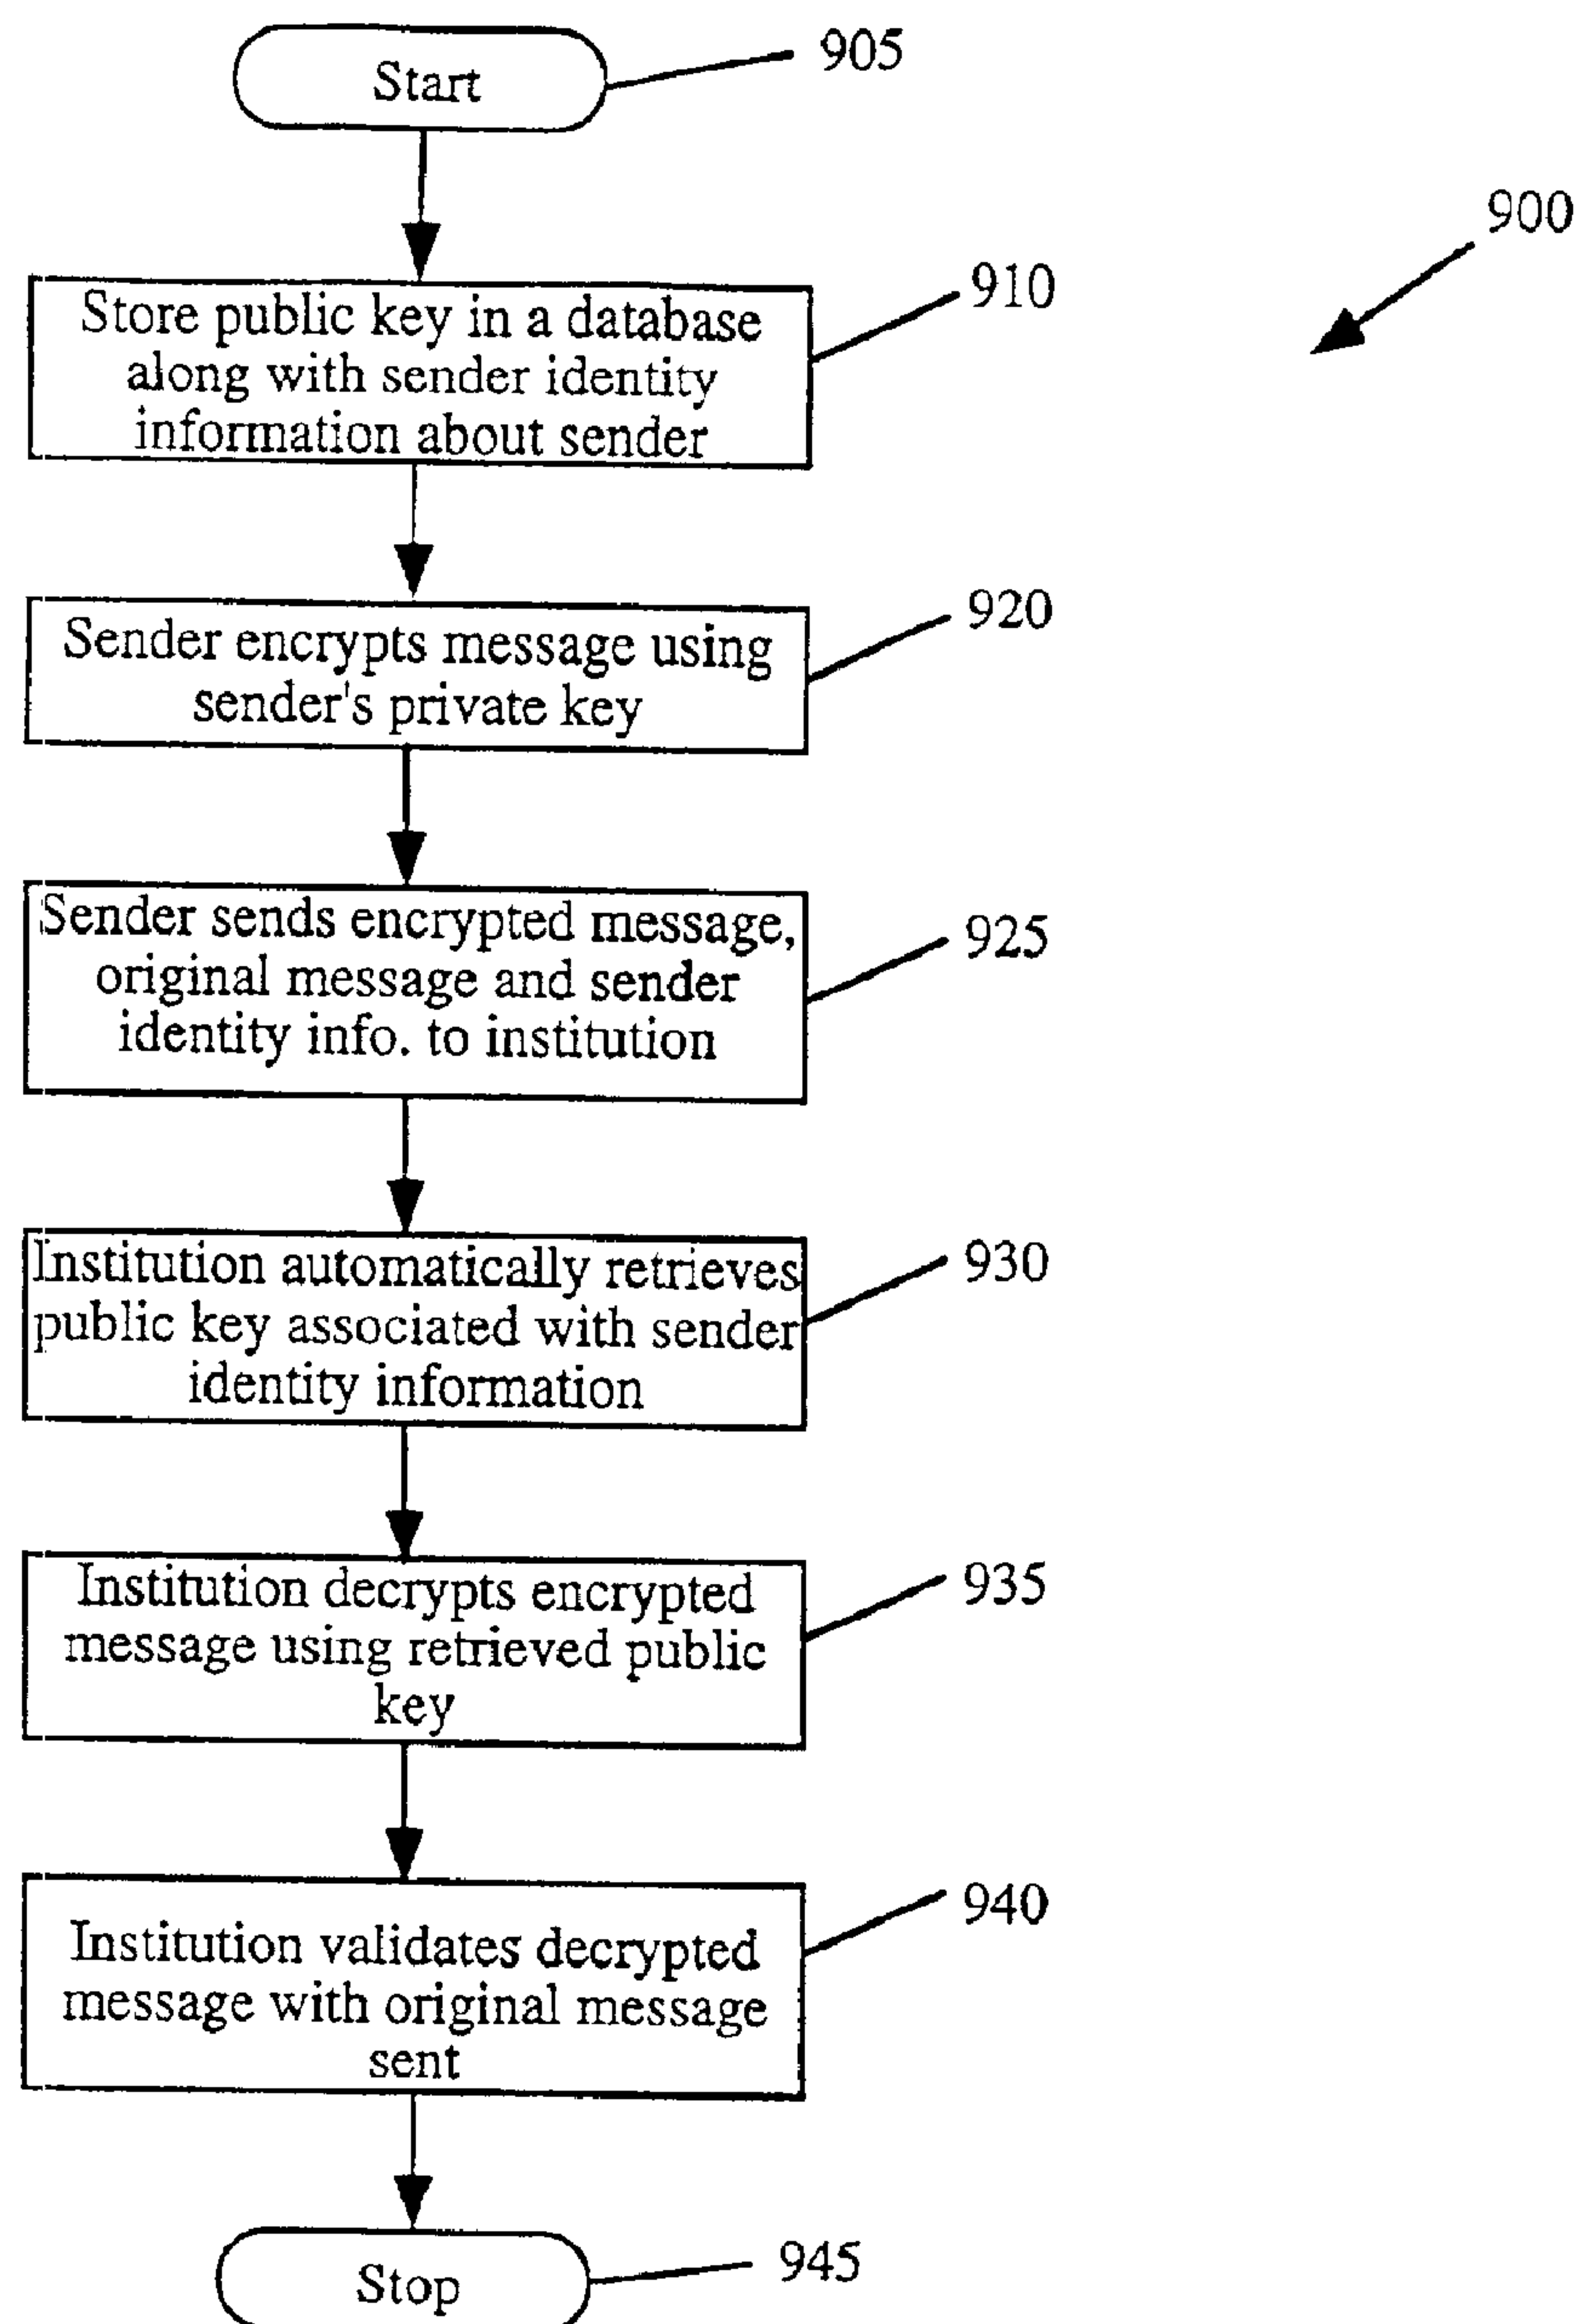 Start
905
900
Store public key in a database
along with sender identity
information about sender
910
Sender encrypts message using
sender's private key
920
Sender sends encrypted message,
original message and sender
identity info. to institution
925
Institution automatically retrieves
public key associated with sender
identity information
930
Institution decrypts encrypted
message using retrieved public
key
935
Institution validates decrypted
message with original message
sent
940
Stop
945